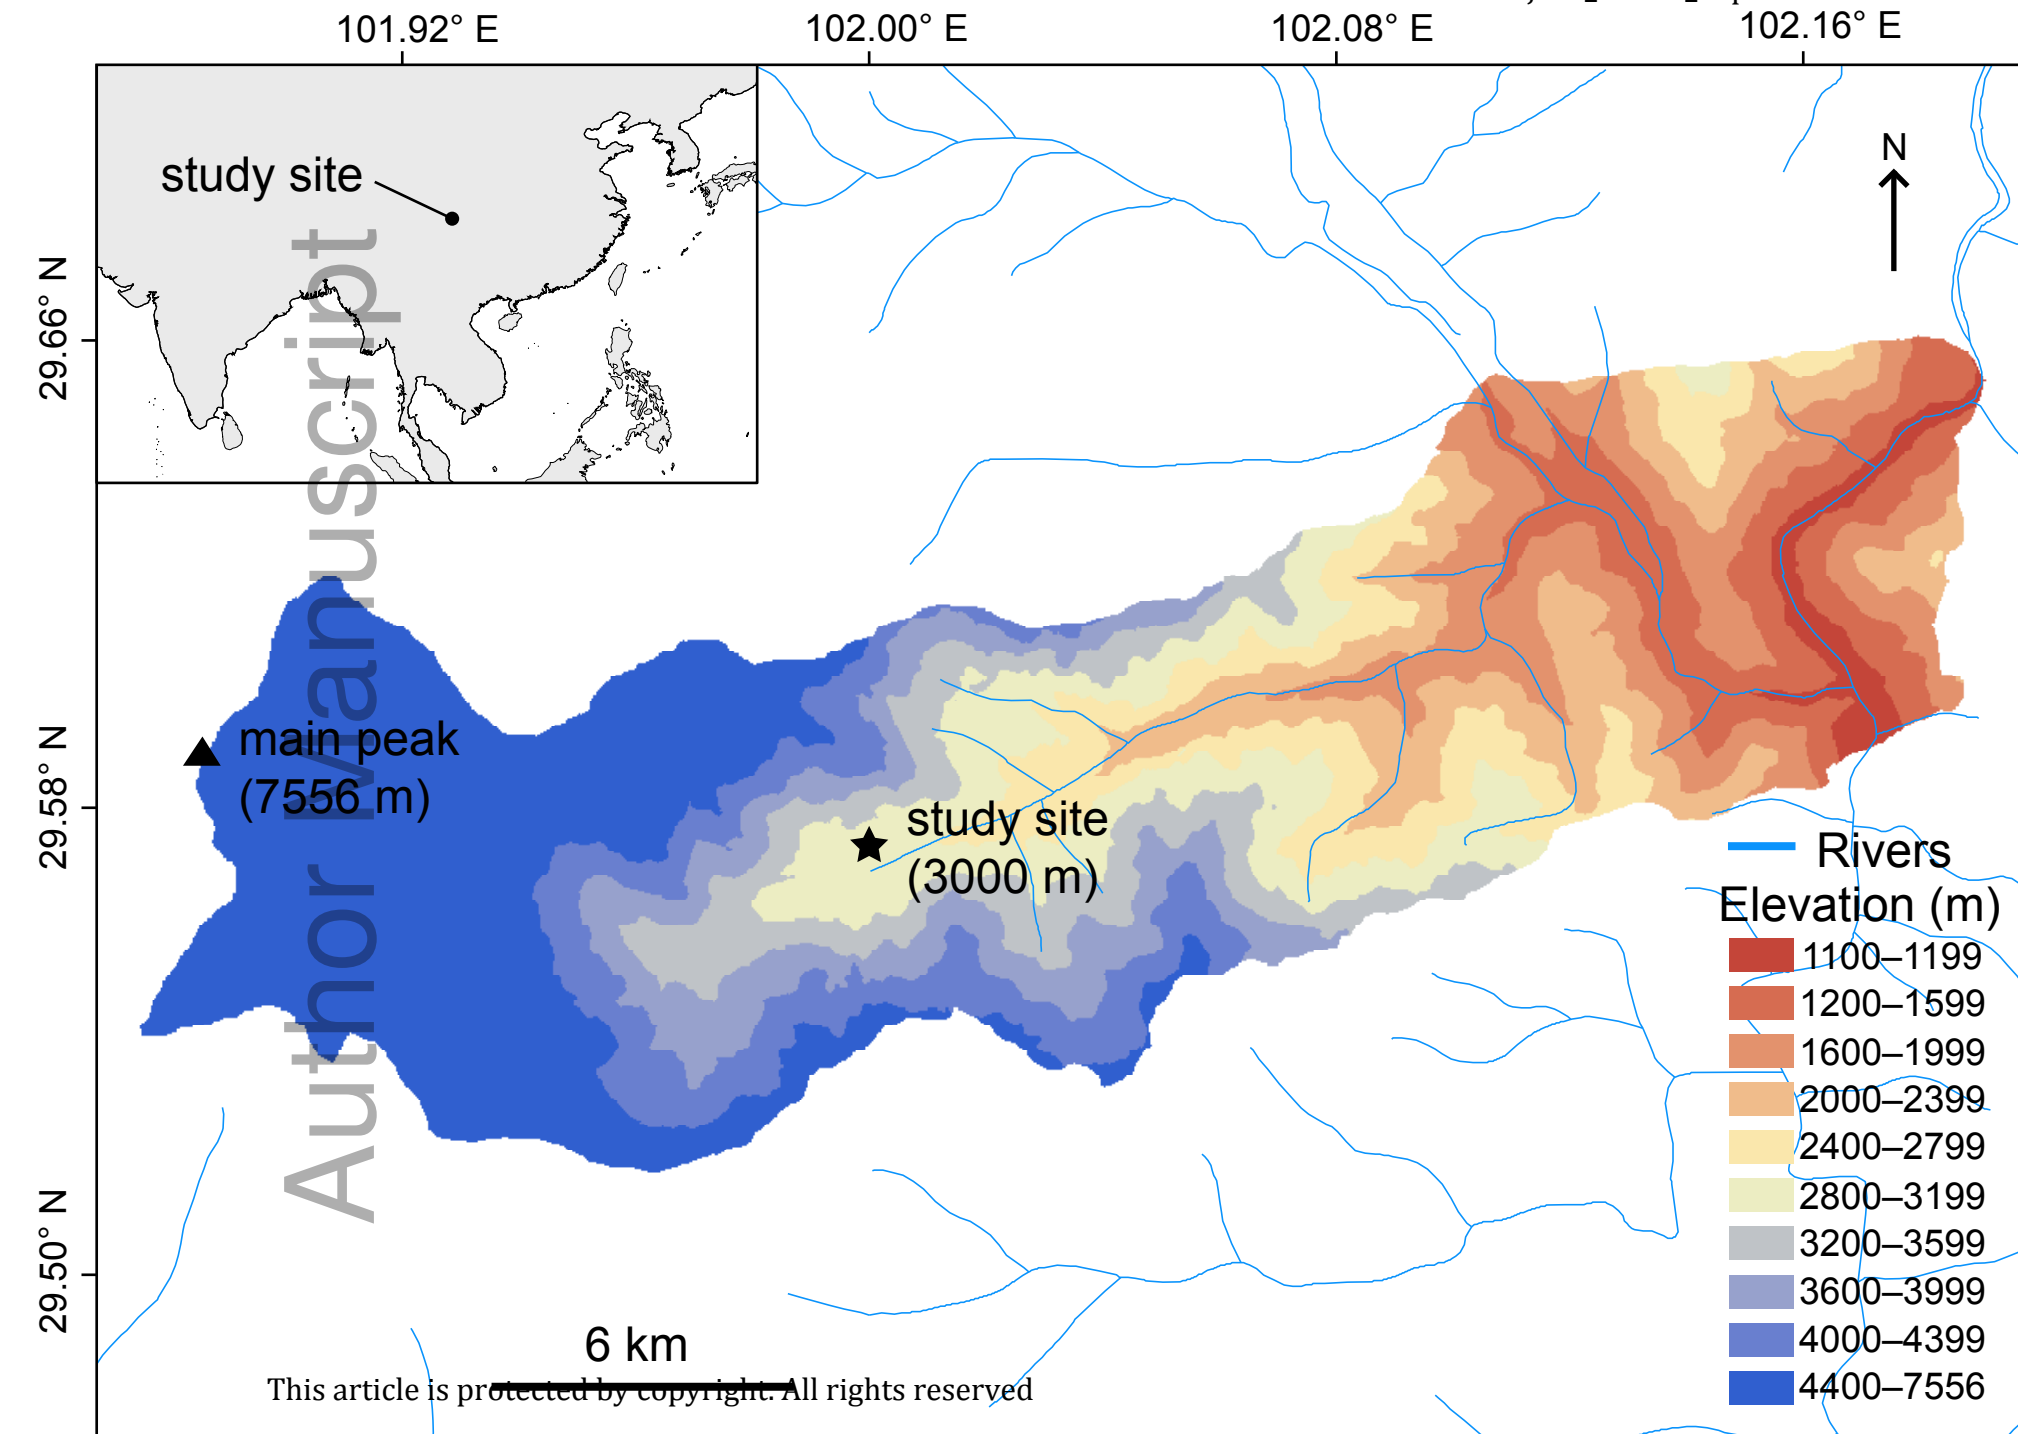 101.92° E
102.00° E
102.08° E
102.16° E
study site
N
29.66° N
29.58° N
29.50° N
Author Manuscript
main peak
(7556 m)
study site
(3000 m)
Rivers
Elevation (m)
1100–1199
1200–1599
1600–1999
2000–2399
2400–2799
2800–3199
3200–3599
3600–3999
4000–4399
4400–7556
6 km
This article is protected by copyright. All rights reserved